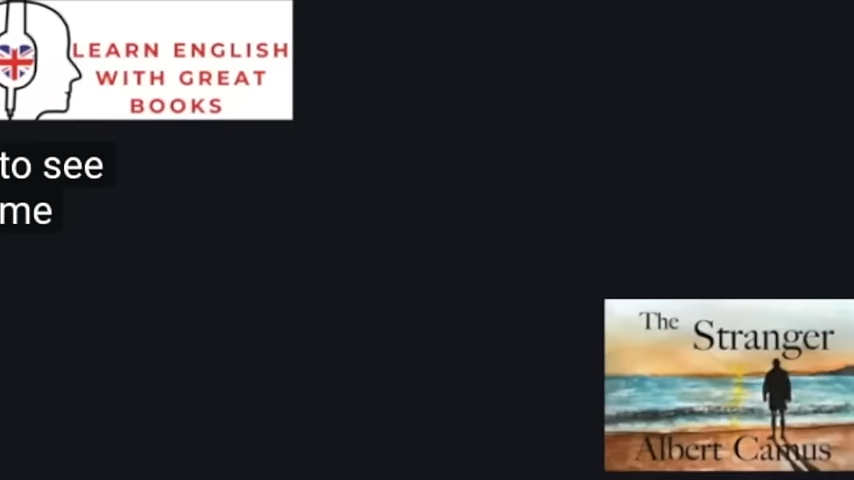 LEARN ENGLISH
WITH GREAT
BOOKS
to see
me
The Stranger
Albert Camus